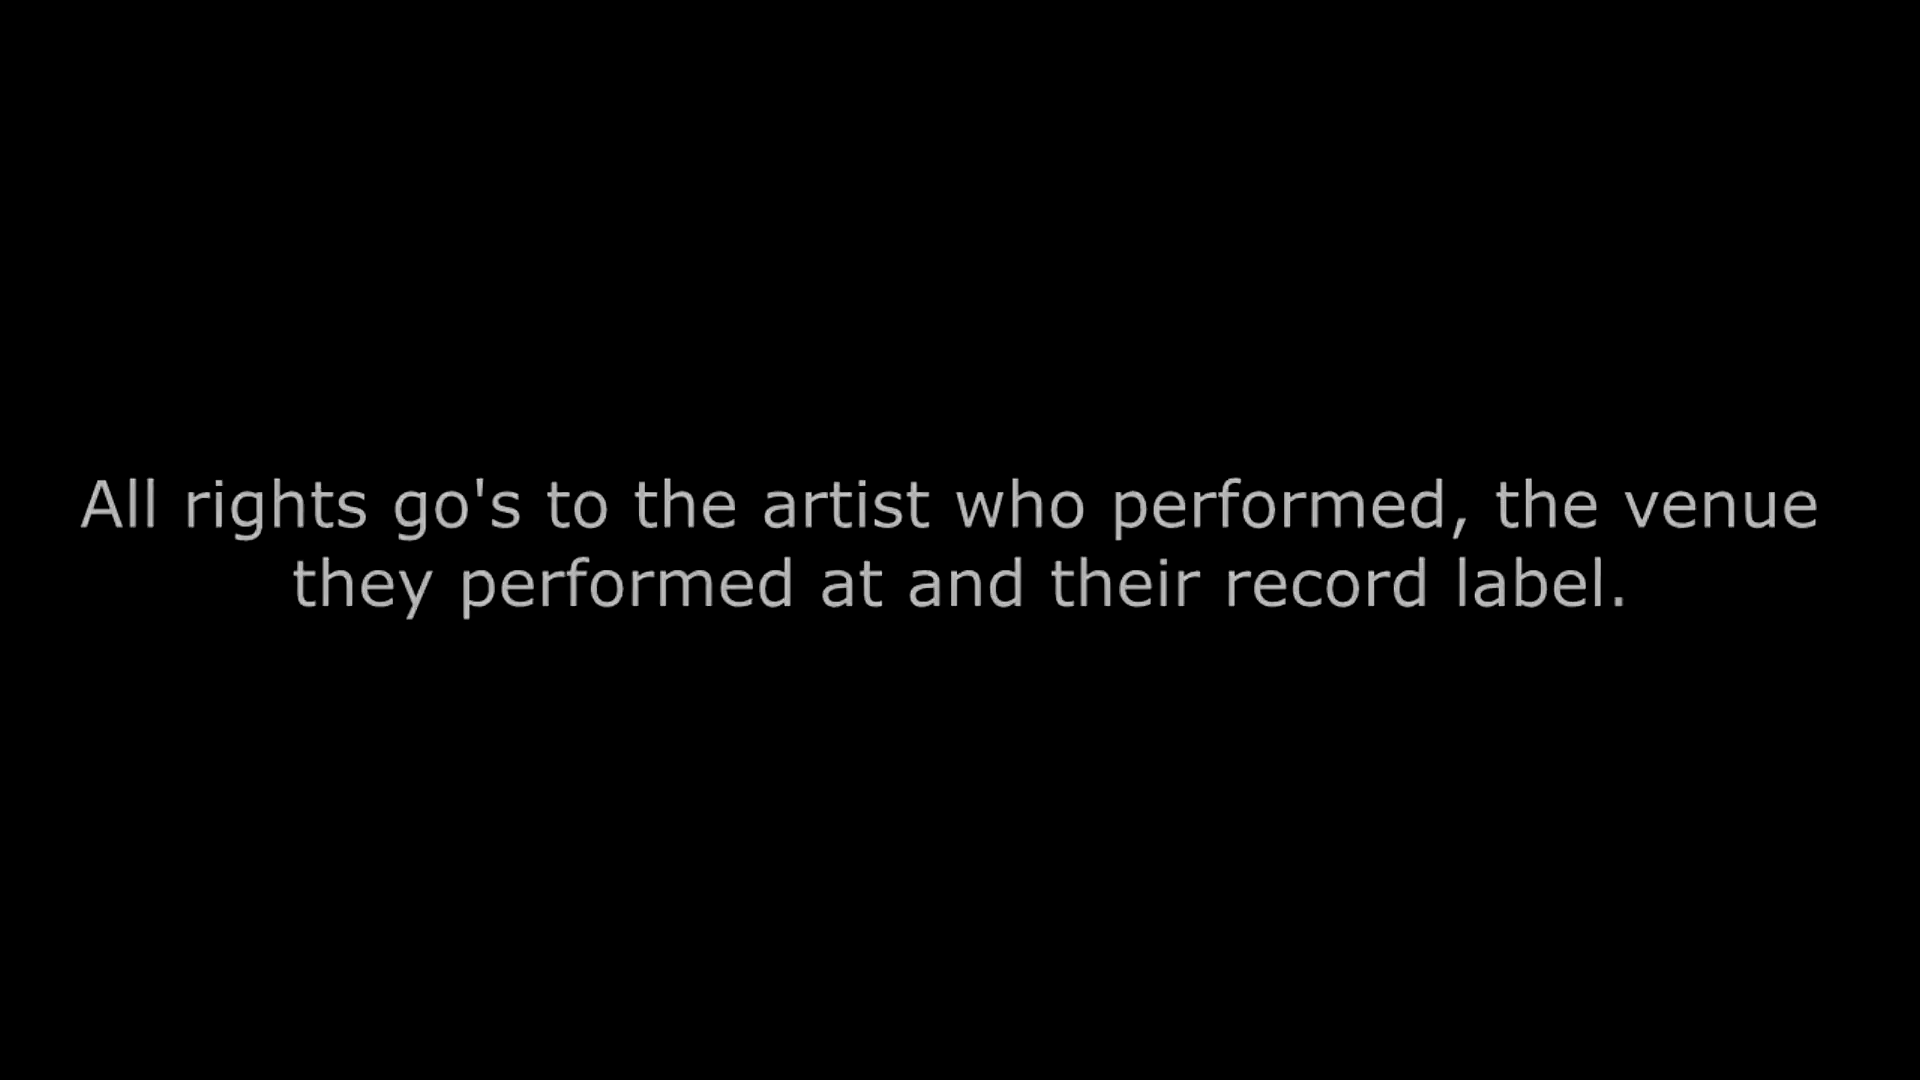 All rights go's to the artist who performed, the venue
they performed at and their record label.